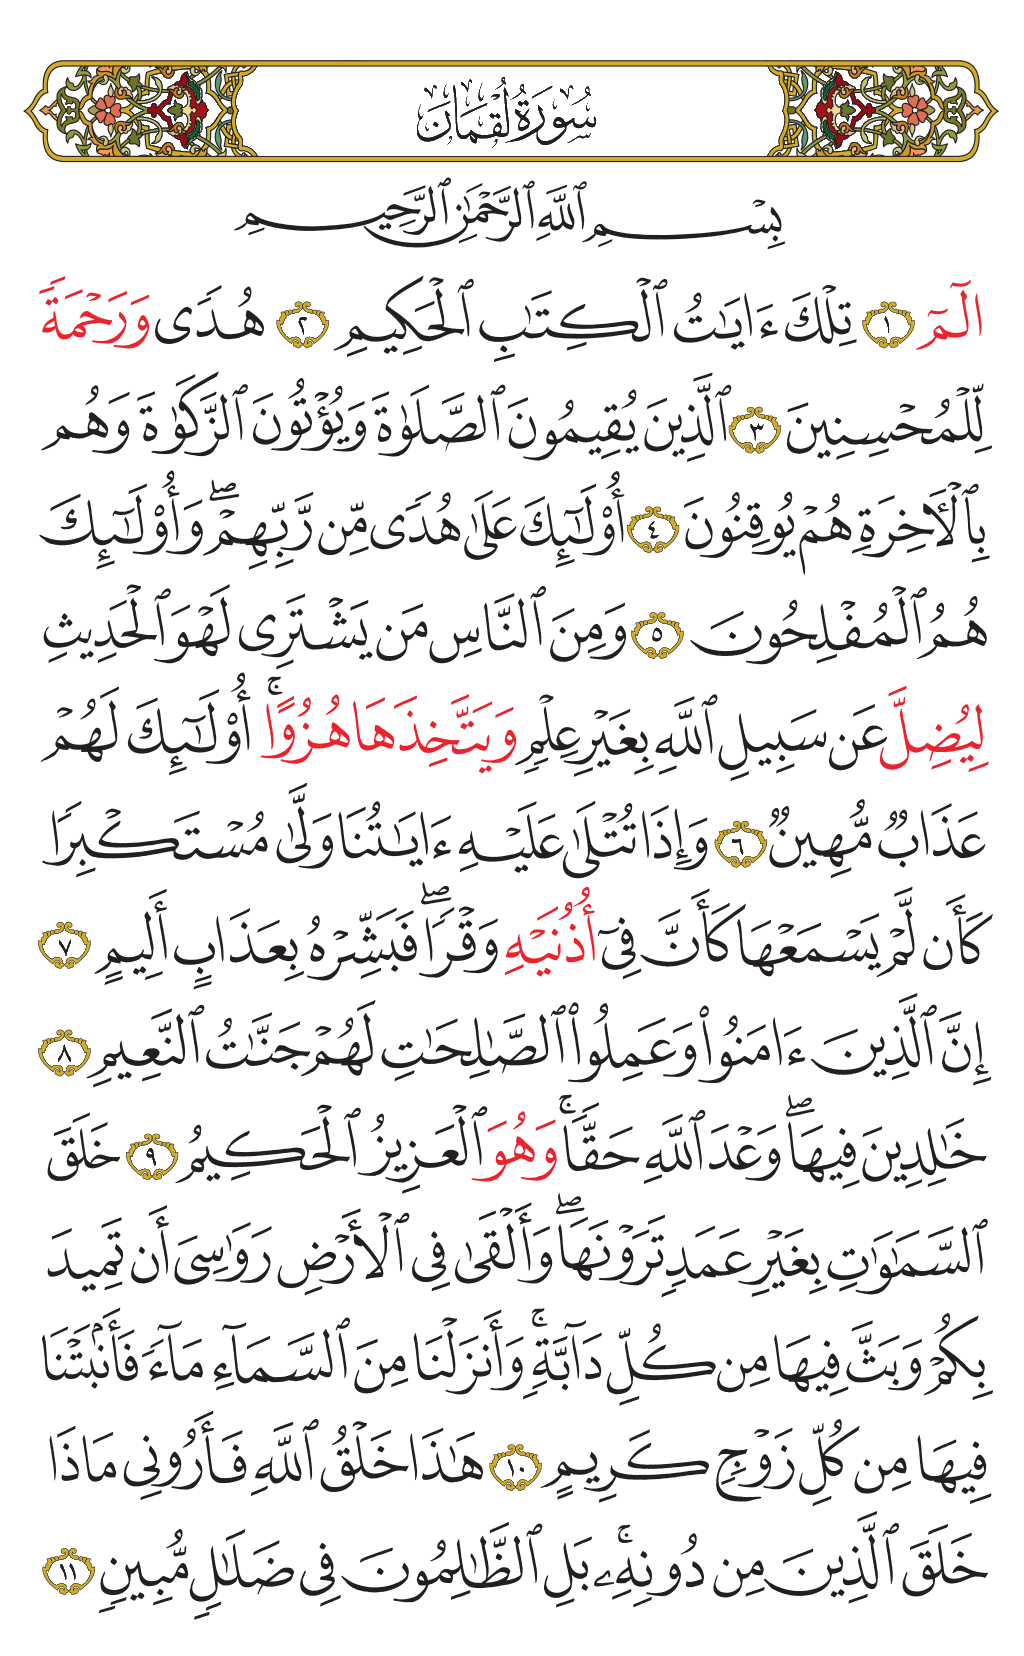 سُورَةُ لُقْمَانَ
بِسْمِ ٱللَّهِ ٱلرَّحْمَٰنِ ٱلرَّحِيمِ
الٓمٓ ١ تِلْكَ ءَايَٰتُ ٱلْكِتَٰبِ ٱلْحَكِيمِ ٢ هُدًى وَرَحْمَةً
لِّلْمُحْسِنِينَ ٣ ٱلَّذِينَ يُقِيمُونَ ٱلصَّلَوٰةَ وَيُؤْتُونَ ٱلزَّكَوٰةَ وَهُم
بِٱلْأَخِرَةِ هُمْ يُوقِنُونَ ٤ أُوْلَٰٓئِكَ عَلَىٰ هُدًى مِّن رَّبِّهِمْۖ وَأُوْلَٰٓئِكَ
هُمُ ٱلْمُفْلِحُونَ ٥ وَمِنَ ٱلنَّاسِ مَن يَشْتَرِى لَهْوَ ٱلْحَدِيثِ
لِيُضِلَّ عَن سَبِيلِ ٱللَّهِ بِغَيْرِ عِلْمٍ وَيَتَّخِذَهَا هُزُوًاۚ أُوْلَٰٓئِكَ لَهُمْ
عَذَابٌ مُّهِينٌ ٦ وَإِذَا تُتْلَىٰ عَلَيْهِ ءَايَٰتُنَا وَلَّىٰ مُسْتَكْبِرًا
كَأَن لَّمْ يَسْمَعْهَا كَأَنَّ فِىٓ أُذُنَيْهِ وَقْرًاۖ فَبَشِّرْهُ بِعَذَابٍ أَلِيمٍ ٧
إِنَّ ٱلَّذِينَ ءَامَنُواْ وَعَمِلُواْ ٱلصَّٰلِحَٰتِ لَهُمْ جَنَّٰتُ ٱلنَّعِيمِ ٨
خَٰلِدِينَ فِيهَاۖ وَعْدَ ٱللَّهِ حَقًّاۚ وَهُوَ ٱلْعَزِيزُ ٱلْحَكِيمُ ٩ خَلَقَ
ٱلسَّمَٰوَٰتِ بِغَيْرِ عَمَدٍ تَرَوْنَهَاۖ وَأَلْقَىٰ فِى ٱلْأَرْضِ رَوَٰسِىَ أَن تَمِيدَ
بِكُمْ وَبَثَّ فِيهَا مِن كُلِّ دَآبَّةٍۚ وَأَنزَلْنَا مِنَ ٱلسَّمَآءِ مَآءً فَأَنۢبَتْنَا
فِيهَا مِن كُلِّ زَوْجٍ كَرِيمٍ ١٠ هَٰذَا خَلْقُ ٱللَّهِ فَأَرُونِى مَاذَا
خَلَقَ ٱلَّذِينَ مِن دُونِهِۦۚ بَلِ ٱلظَّٰلِمُونَ فِى ضَلَٰلٍ مُّبِينٍ ١١